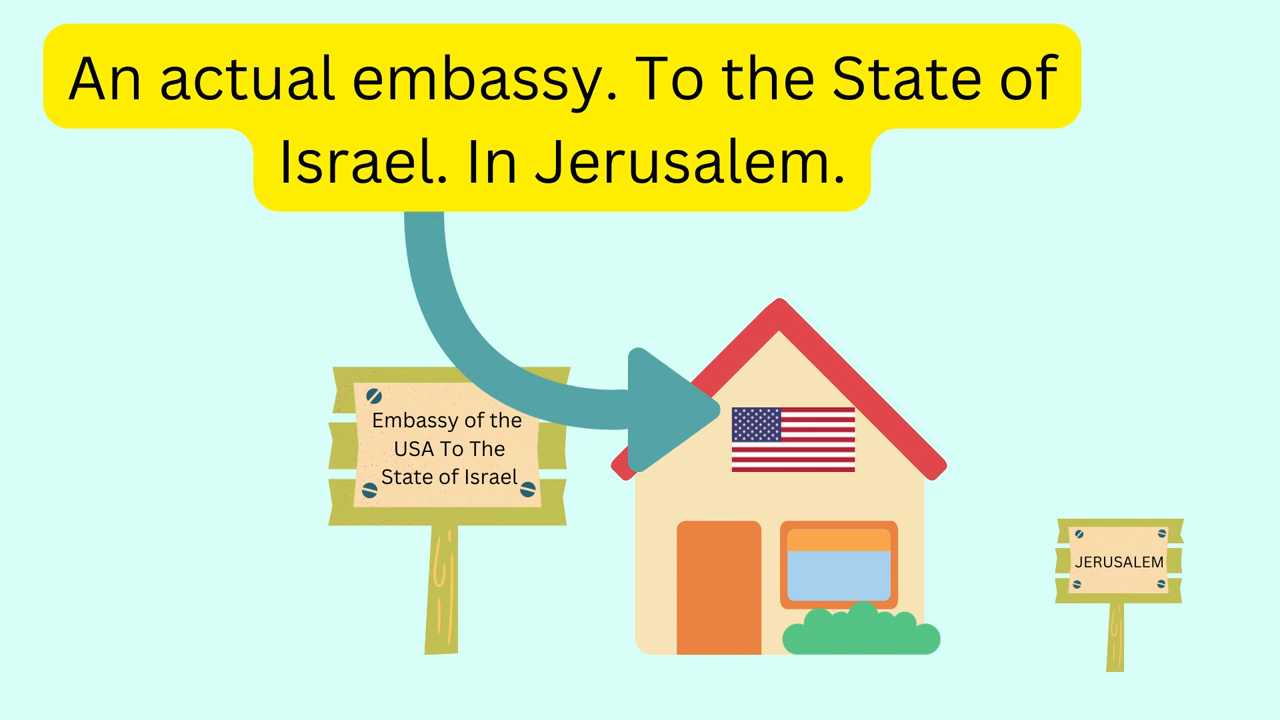 An actual embassy. To the State of
Israel. In Jerusalem.
Embassy of the
USA To The
State of Israel
JERUSALEM